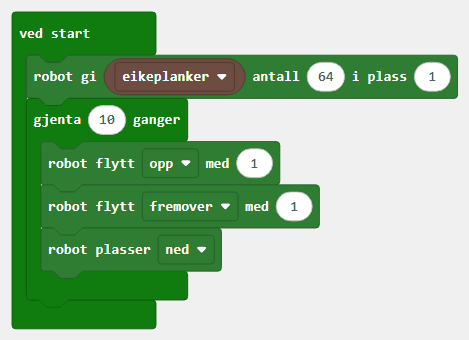 ved start
robot gi eikeplanker antall 64 i plass 1
gjenta 10 ganger
robot flytt opp med 1
robot flytt fremover med 1
robot plasser ned